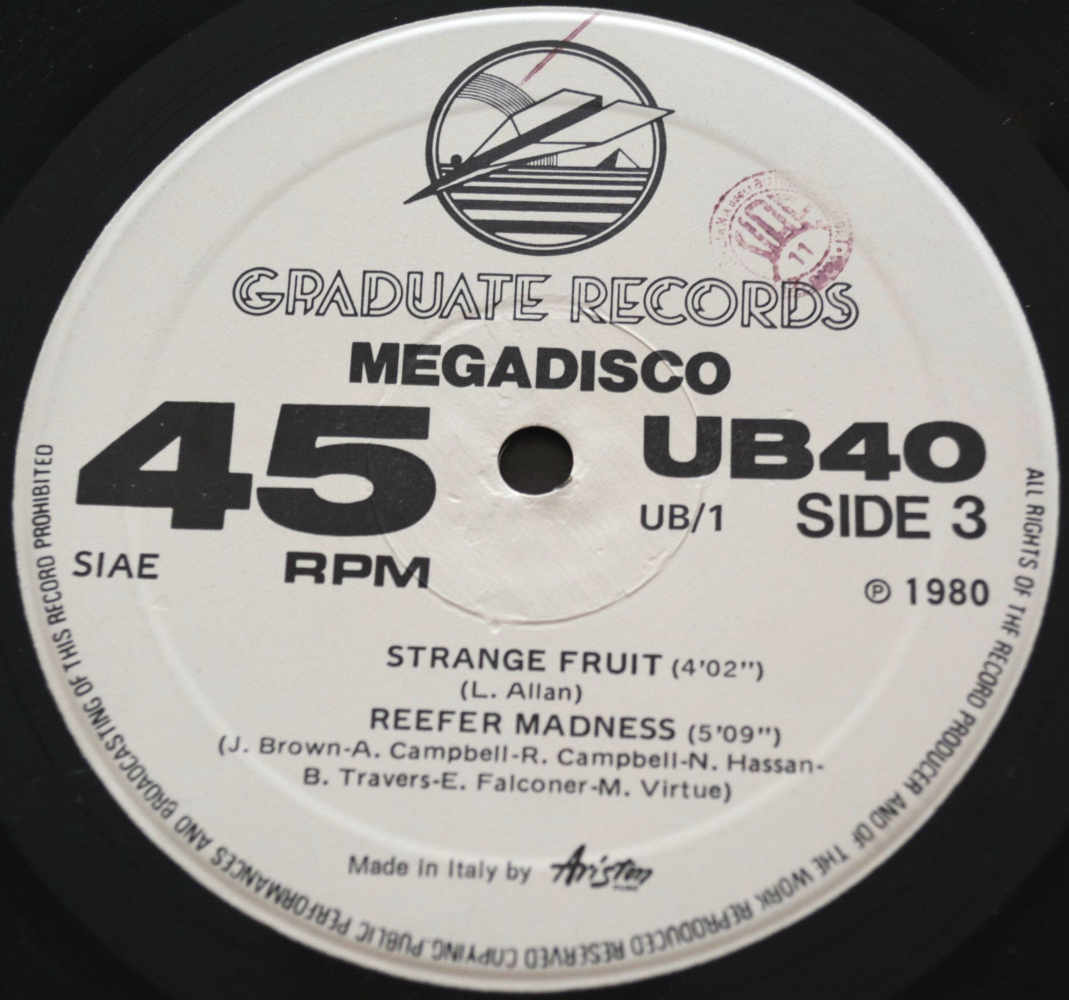 GRADUATE RECORDS
MEGADISCO
45 RPM
SIAE
UB40
UB/1 SIDE 3
℗ 1980
STRANGE FRUIT (4'02")
(L. Allan)
REEFER MADNESS (5'09")
(J. Brown-A. Campbell-R. Campbell-N. Hassan-
B. Travers-E. Falconer-M. Virtue)
Made in Italy by Ariston
ALL RIGHTS OF THE RECORD PRODUCER AND OF THE WORK REPRODUCED RESERVED COPYING, PUBLIC PERFORMANCES AND BROADCASTING OF THIS RECORD PROHIBITED
11